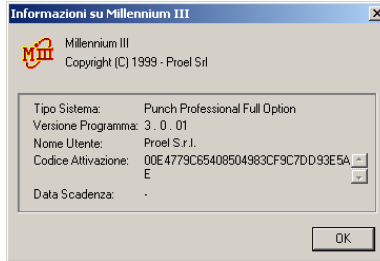 Informazioni su Millennium III
MIII
Millennium III
Copyright (C) 1999 - Proel Srl
Tipo Sistema: Punch Professional Full Option
Versione Programma: 3 . 0 . 01
Nome Utente: Proel S.r.l.
Codice Attivazione: 00E4779C65408504983CF9C7DD93E5A
E
Data Scadenza: -
OK